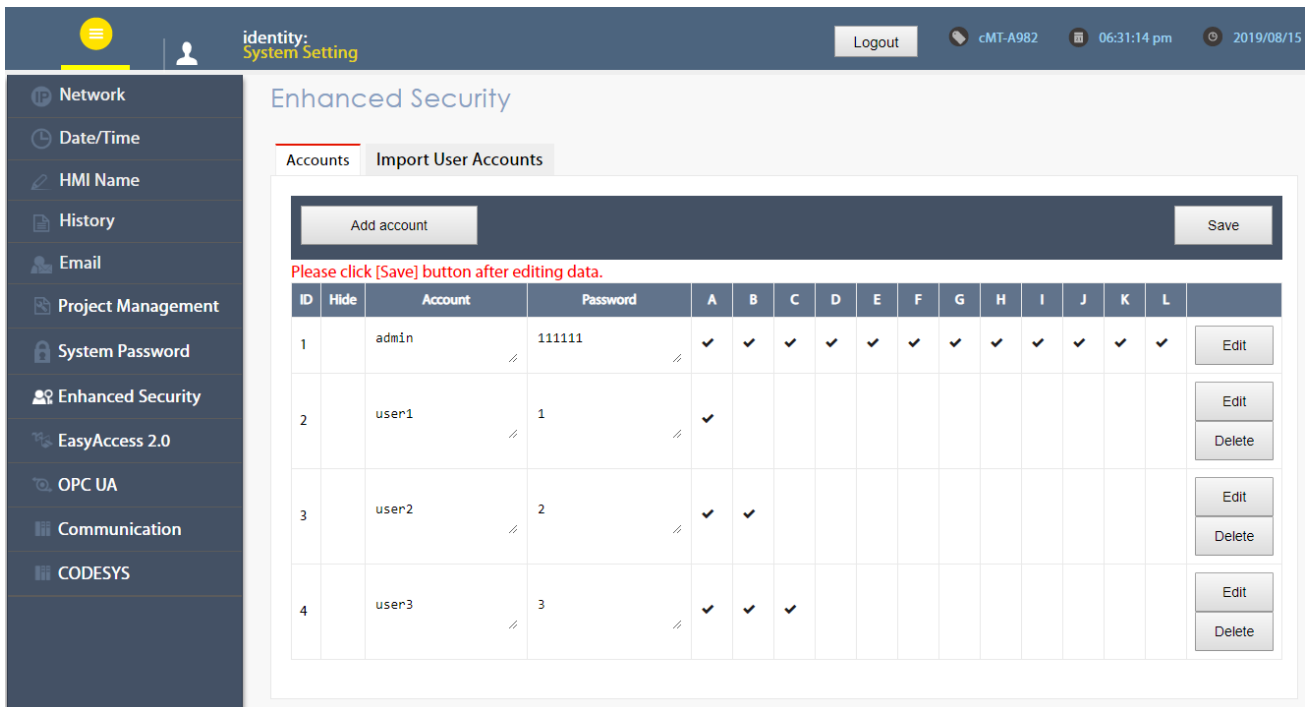 identity:
System Setting
Logout
cMT-A982
06:31:14 pm
2019/08/15
Network
Date/Time
HMI Name
History
Email
Project Management
System Password
Enhanced Security
EasyAccess 2.0
OPC UA
Communication
CODESYS
Enhanced Security
Accounts Import User Accounts
Add account Save
Please click [Save] button after editing data.
ID Hide Account Password A B C D E F G H I J K L
1 admin 111111 ✔ ✔ ✔ ✔ ✔ ✔ ✔ ✔ ✔ ✔ ✔ ✔ Edit
2 user1 1 ✔ Edit
Delete
3 user2 2 ✔ ✔ Edit
Delete
4 user3 3 ✔ ✔ ✔ Edit
Delete